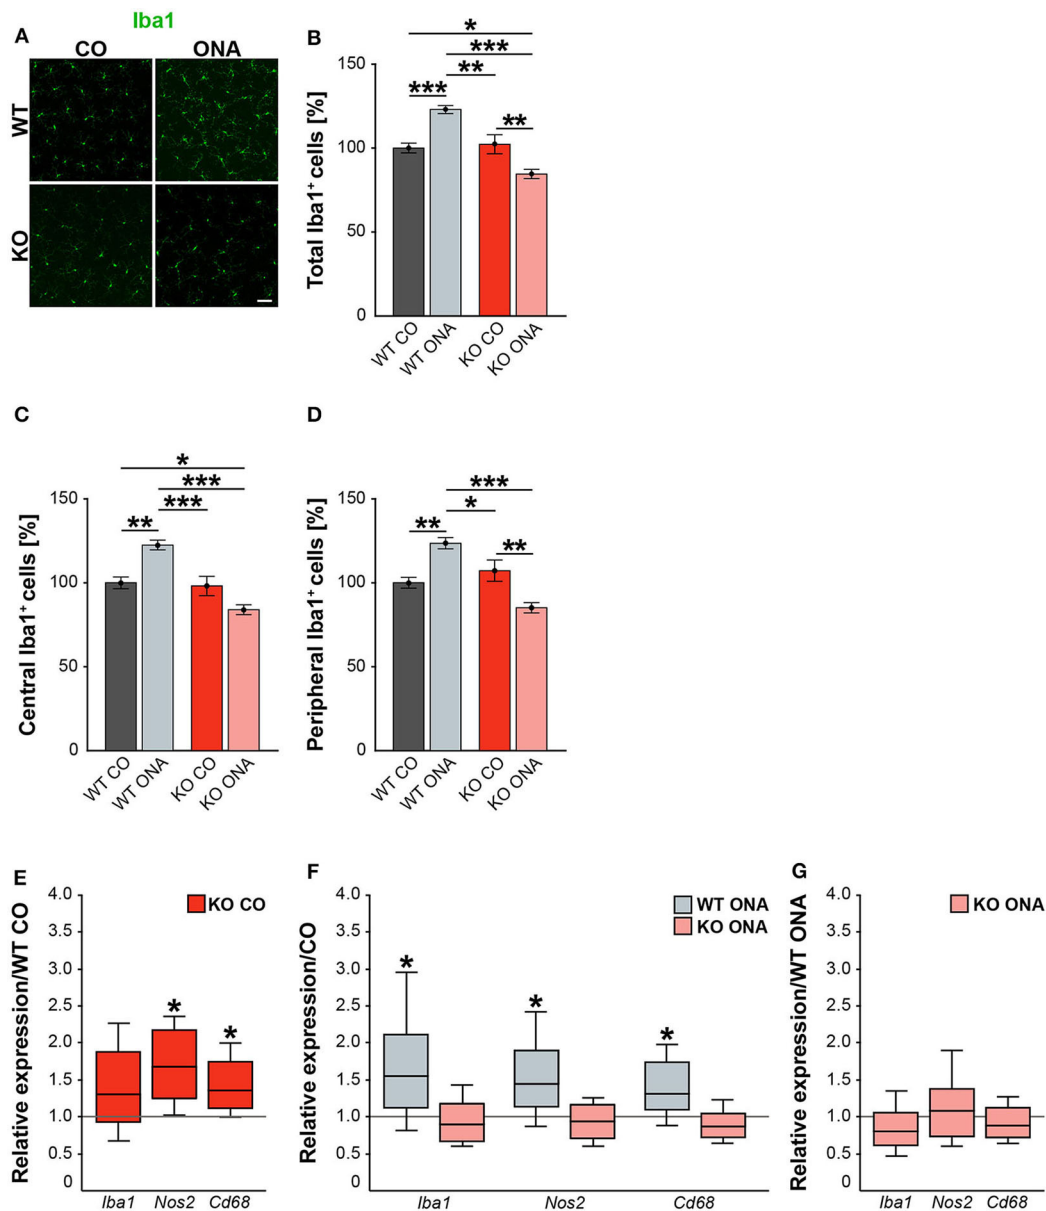 Iba1
A
CO
ONA
WT
KO
B
*
***
**
***
**
Total Iba1⁺ cells [%]
150
100
50
0
WT CO
WT ONA
KO CO
KO ONA
C
*
***
***
**
Central Iba1⁺ cells [%]
150
100
50
0
WT CO
WT ONA
KO CO
KO ONA
D
***
*
**
**
Peripheral Iba1⁺ cells [%]
150
100
50
0
WT CO
WT ONA
KO CO
KO ONA
E
Relative expression/WT CO
4.0
3.5
3.0
2.5
2.0
1.5
1.0
0.5
0
KO CO
*
*
Iba1
Nos2
Cd68
F
Relative expression/CO
4.0
3.5
3.0
2.5
2.0
1.5
1.0
0.5
0
WT ONA
KO ONA
*
*
*
Iba1
Nos2
Cd68
G
Relative expression/WT ONA
4.0
3.5
3.0
2.5
2.0
1.5
1.0
0.5
0
KO ONA
Iba1
Nos2
Cd68